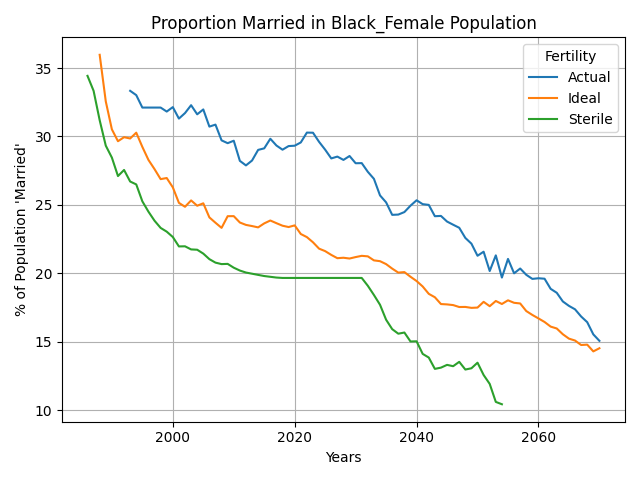 Proportion Married in Black_Female Population
% of Population 'Married'
35
30
25
20
15
10
Fertility
Actual
Ideal
Sterile
2000 2020 2040 2060
Years